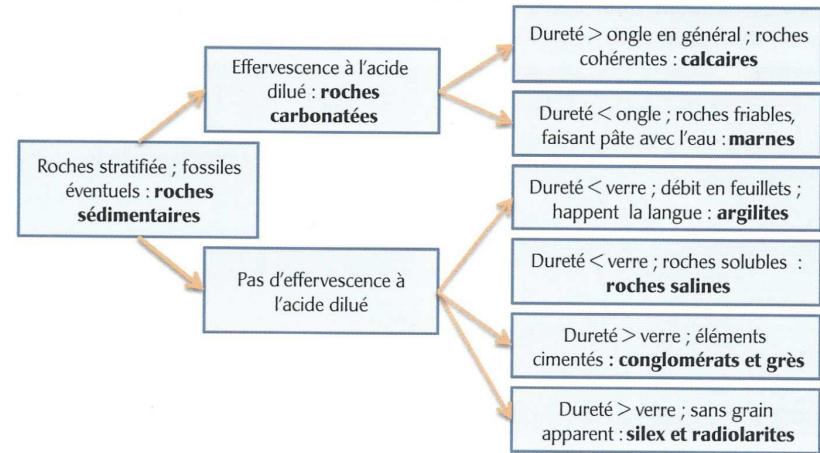 Roches stratifiée ; fossiles
éventuels : roches
sédimentaires
Effervescence à l'acide
dilué : roches
carbonatées
Dureté > ongle en général ; roches
cohérentes : calcaires
Dureté < ongle ; roches friables,
faisant pâte avec l'eau : marnes
Pas d'effervescence à
l'acide dilué
Dureté < verre ; débit en feuillets ;
happent la langue : argilites
Dureté < verre ; roches solubles :
roches salines
Dureté > verre ; éléments
cimentés : conglomérats et grès
Dureté > verre ; sans grain
apparent : silex et radiolarites